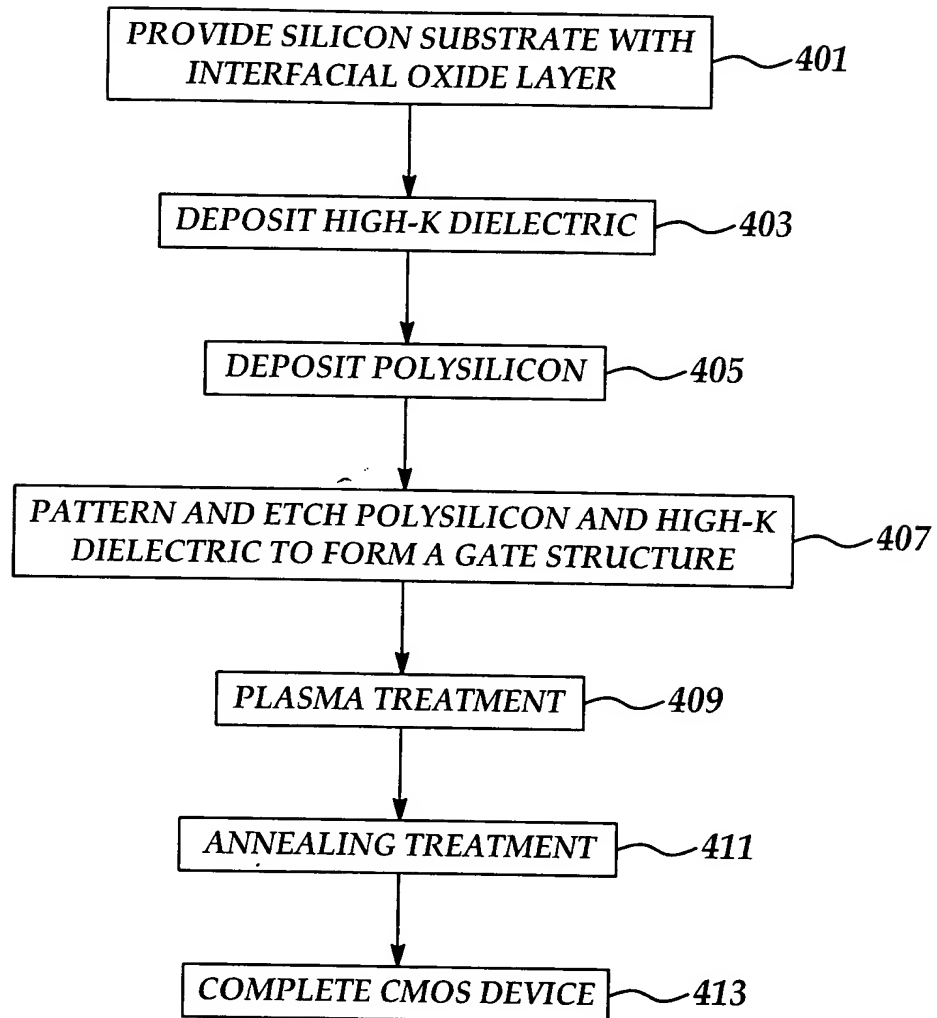 PROVIDE SILICON SUBSTRATE WITH
INTERFACIAL OXIDE LAYER
401
DEPOSIT HIGH-K DIELECTRIC
403
DEPOSIT POLYSILICON
405
PATTERN AND ETCH POLYSILICON AND HIGH-K
DIELECTRIC TO FORM A GATE STRUCTURE
407
PLASMA TREATMENT
409
ANNEALING TREATMENT
411
COMPLETE CMOS DEVICE
413